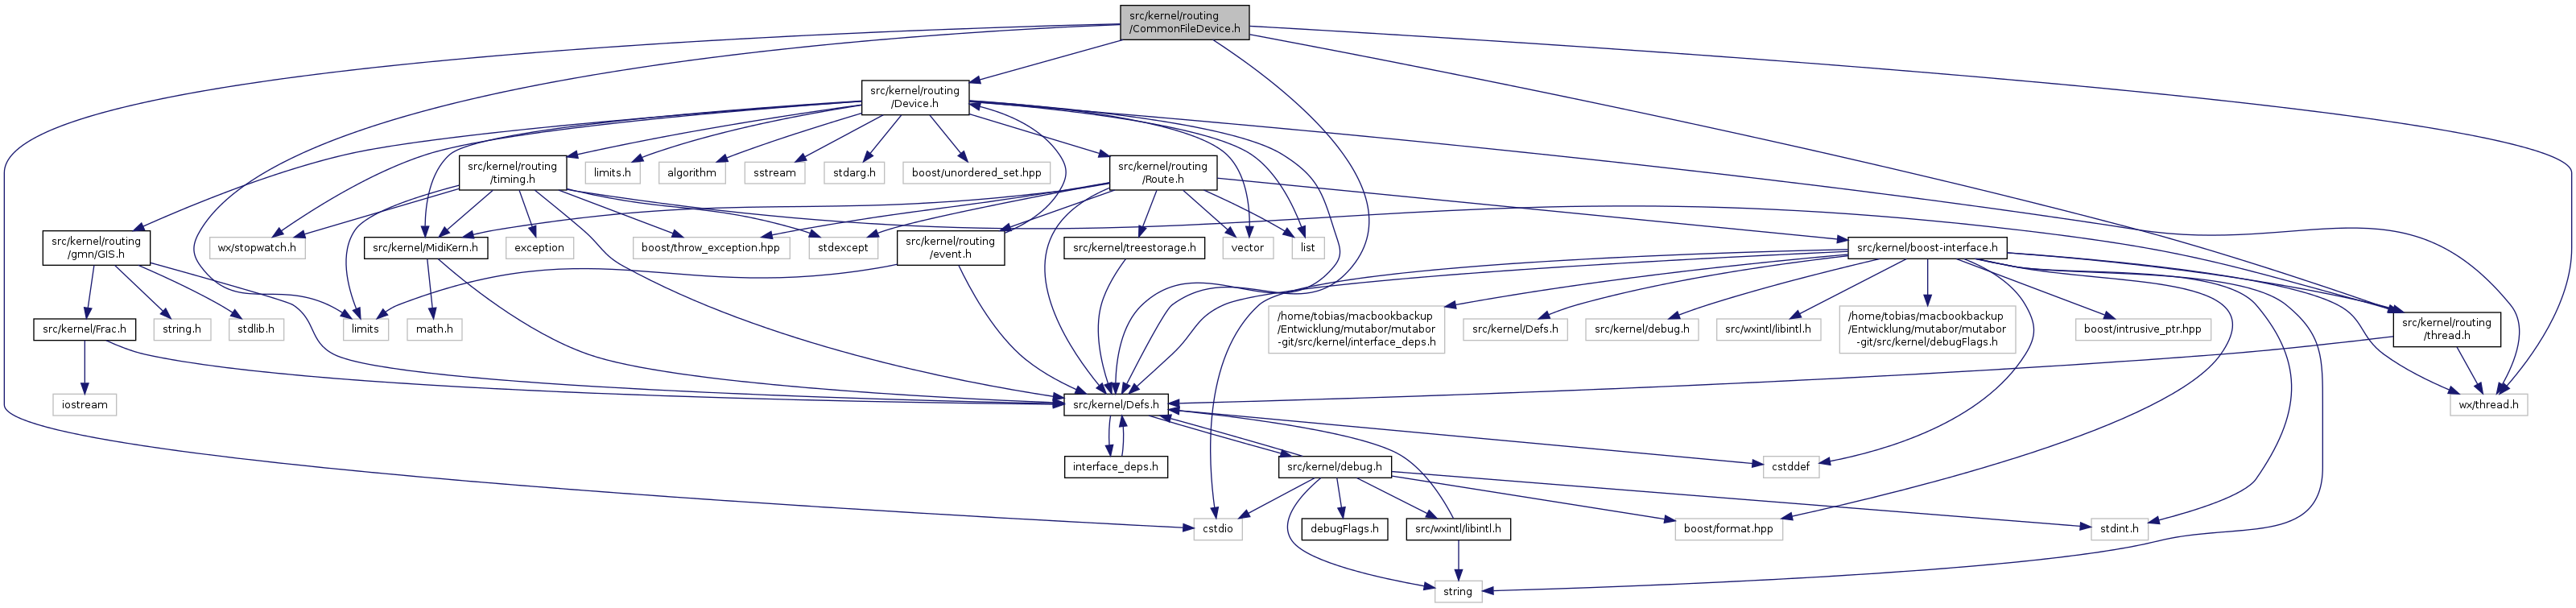 src/kernel/routing
/CommonFileDevice.h
src/kernel/routing
/Device.h
src/kernel/routing
/timing.h
limits.h
algorithm
sstream
stdarg.h
boost/unordered_set.hpp
src/kernel/routing
/Route.h
src/kernel/routing
/gmn/GIS.h
wx/stopwatch.h
src/kernel/MidiKern.h
exception
boost/throw_exception.hpp
stdexcept
src/kernel/routing
/event.h
src/kernel/treestorage.h
vector
list
src/kernel/boost-interface.h
src/kernel/Frac.h
string.h
stdlib.h
limits
math.h
/home/tobias/macbookbackup
/Entwicklung/mutabor/mutabor
-git/src/kernel/interface_deps.h
src/kernel/Defs.h
src/kernel/debug.h
src/wxintl/libintl.h
/home/tobias/macbookbackup
/Entwicklung/mutabor/mutabor
-git/src/kernel/debugFlags.h
boost/intrusive_ptr.hpp
src/kernel/routing
/thread.h
iostream
src/kernel/Defs.h
wx/thread.h
interface_deps.h
src/kernel/debug.h
cstddef
cstdio
debugFlags.h
src/wxintl/libintl.h
boost/format.hpp
stdint.h
string